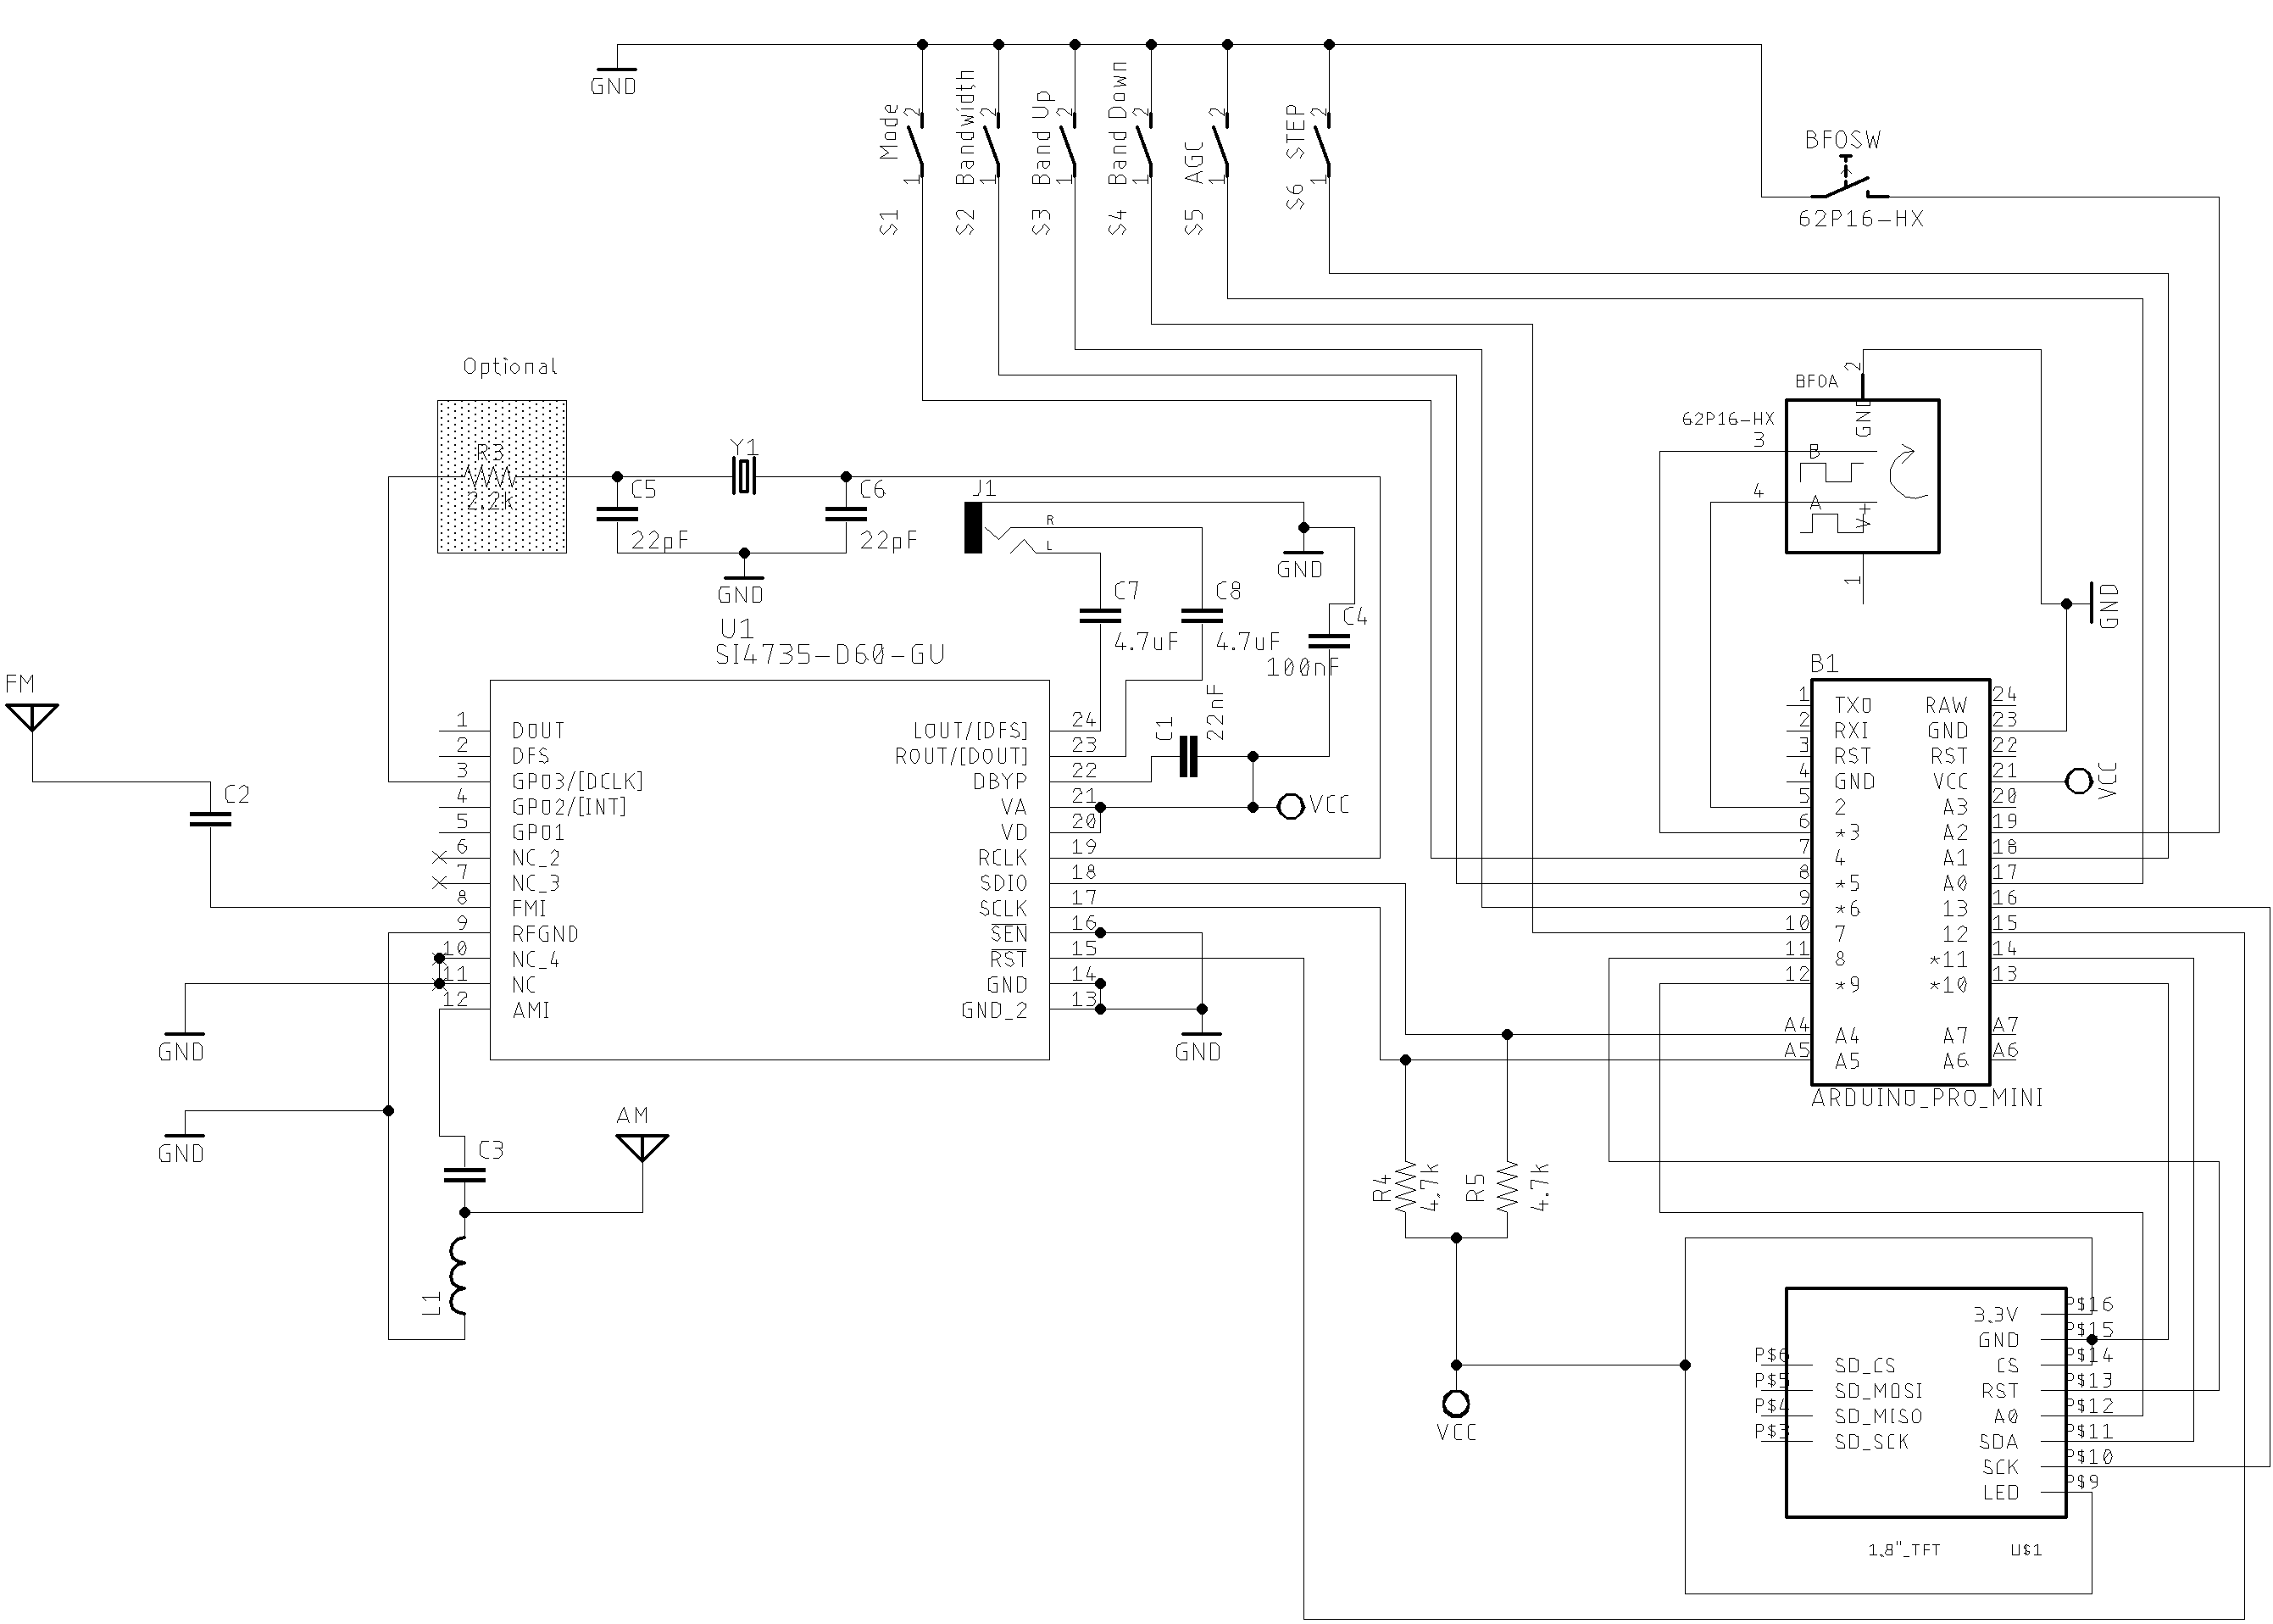 GND
S1 Mode
1
2
S2 Bandwidth
1
2
S3 Band Up
1
2
S4 Band Down
1
2
S5 AGC
1
2
S6 STEP
1
2
BFOSW
62P16-HX
Optional
R3
2.2k
C5
22pF
Y1
C6
22pF
GND
J1
R
L
GND
C7
4.7uF
C8
4.7uF
C4
100nF
C1
22nF
BFOA
62P16-HX
2
GND
3
B
4
A
V+
1
GND
U1
SI4735-D60-GU
FM
C2
1 DOUT
2 DFS
3 GPO3/[DCLK]
4 GPO2/[INT]
5 GPO1
6 NC_2
7 NC_3
8 FMI
9 RFGND
10 NC_4
11 NC
12 AMI
LOUT/[DFS] 24
ROUT/[DOUT] 23
DBYP 22
VA 21
VD 20
RCLK 19
SDIO 18
SCLK 17
SEN 16
RST 15
GND 14
GND_2 13
VCC
GND
GND
GND
C3
AM
L1
B1
1 TXO
2 RXI
3 RST
4 GND
5 2
6 *3
7 4
8 *5
9 *6
10 7
11 8
12 *9
A4 A4
A5 A5
RAW 24
GND 23
RST 22
VCC 21
A3 20
A2 19
A1 18
A0 17
13 16
12 15
*11 14
*10 13
A7 A7
A6 A6
VCC
ARDUINO_PRO_MINI
R4
4,7k
R5
4.7k
VCC
P$6 SD_CS
P$5 SD_MOSI
P$4 SD_MISO
P$3 SD_SCK
3.3V P$16
GND P$15
CS P$14
RST P$13
A0 P$12
SDA P$11
SCK P$10
LED P$9
1.8"_TFT
U$1